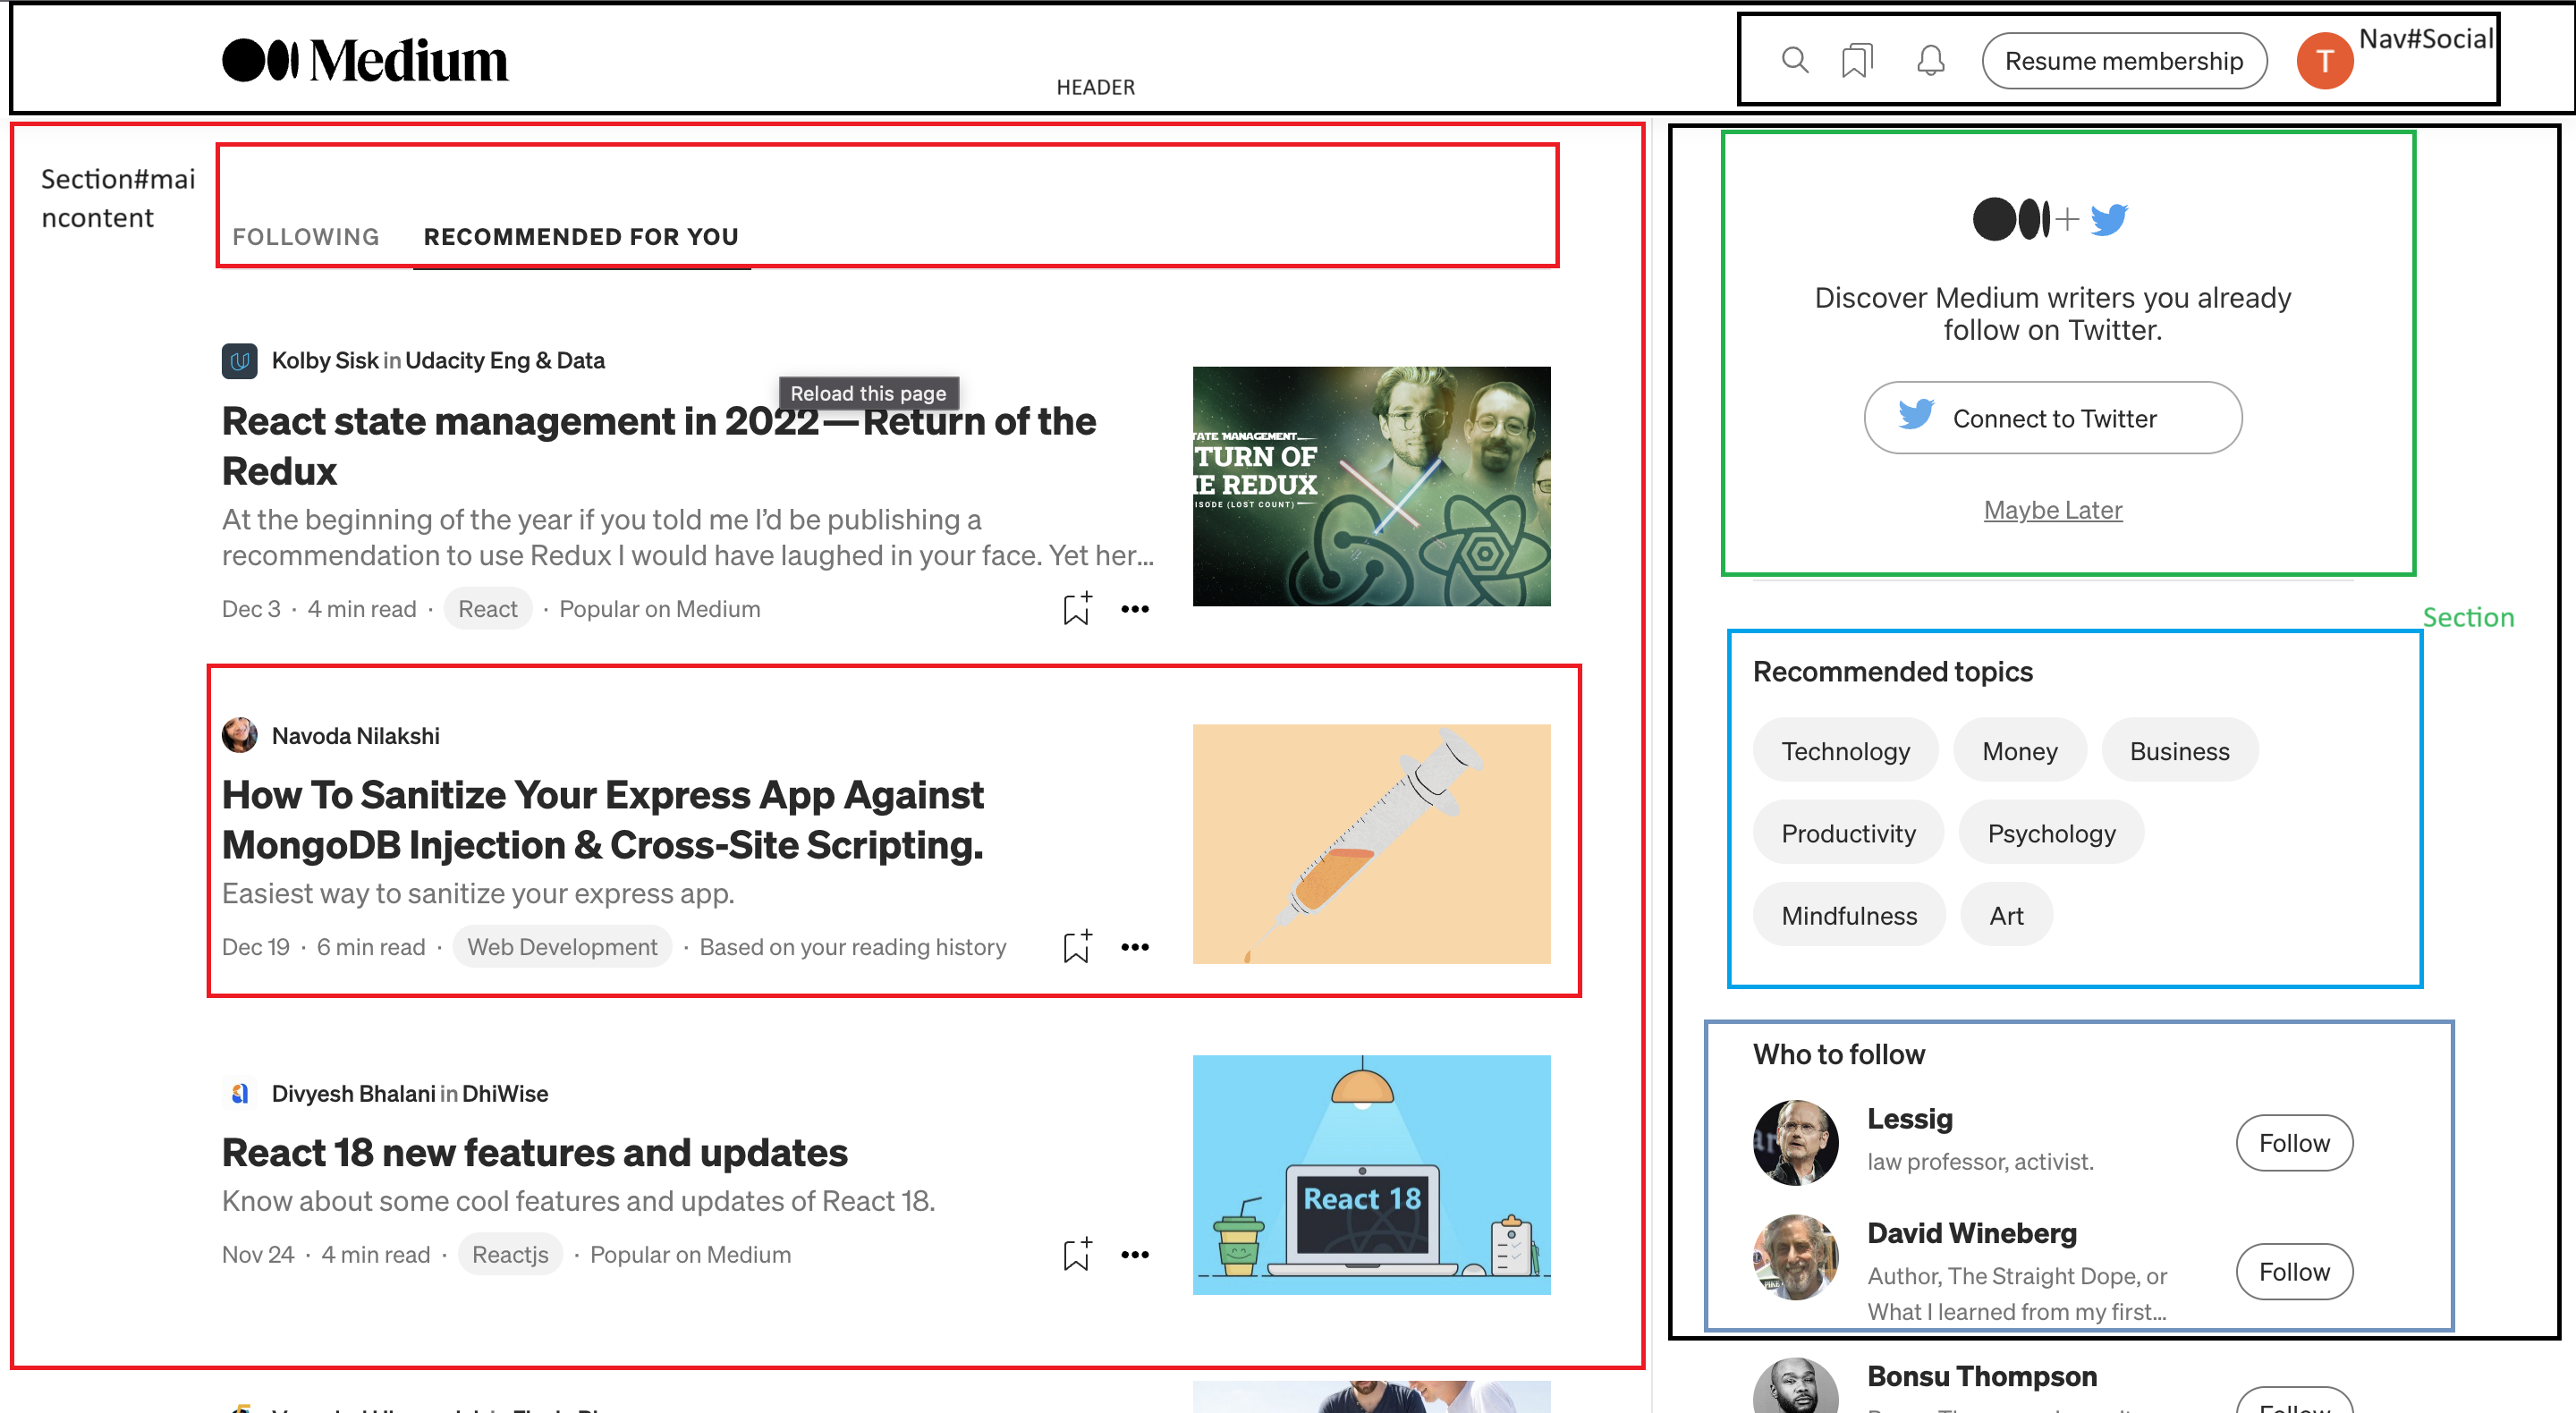 Medium
HEADER
Resume membership
T
Nav#Social
Section#mai
ncontent
FOLLOWING
RECOMMENDED FOR YOU
Kolby Sisk in Udacity Eng & Data
Reload this page
React state management in 2022—Return of the
Redux
At the beginning of the year if you told me I'd be publishing a
recommendation to use Redux I would have laughed in your face. Yet her...
Dec 3 · 4 min read · React · Popular on Medium
TATE MANAGEMENT
TURN OF
IE REDUX
ISODE (LOST COUNT)
Navoda Nilakshi
How To Sanitize Your Express App Against
MongoDB Injection & Cross-Site Scripting.
Easiest way to sanitize your express app.
Dec 19 · 6 min read · Web Development · Based on your reading history
Divyesh Bhalani in DhiWise
React 18 new features and updates
Know about some cool features and updates of React 18.
Nov 24 · 4 min read · Reactjs · Popular on Medium
React 18
Discover Medium writers you already
follow on Twitter.
Connect to Twitter
Maybe Later
Section
Recommended topics
Technology
Money
Business
Productivity
Psychology
Mindfulness
Art
Who to follow
Lessig
law professor, activist.
Follow
David Wineberg
Author, The Straight Dope, or
What I learned from my first...
Follow
Bonsu Thompson
Follow